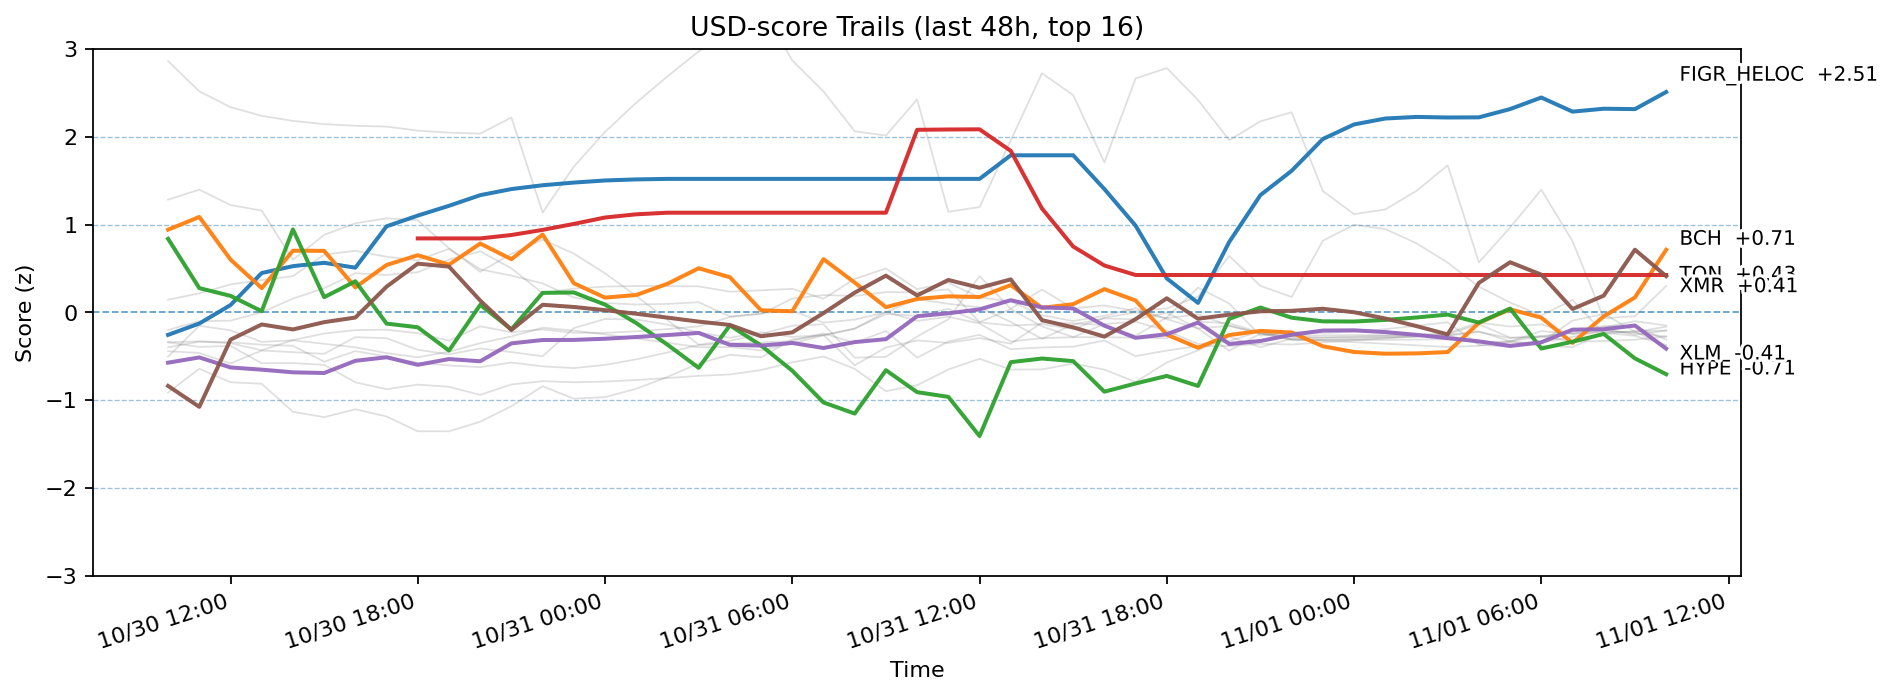 USD-score Trails (last 48h, top 16)
3
2
1
0
−1
−2
−3
Score (z)
FIGR_HELOC +2.51
BCH +0.71
TON +0.43
XMR +0.41
XLM -0.41
HYPE -0.71
10/30 12:00
10/30 18:00
10/31 00:00
10/31 06:00
10/31 12:00
10/31 18:00
11/01 00:00
11/01 06:00
11/01 12:00
Time